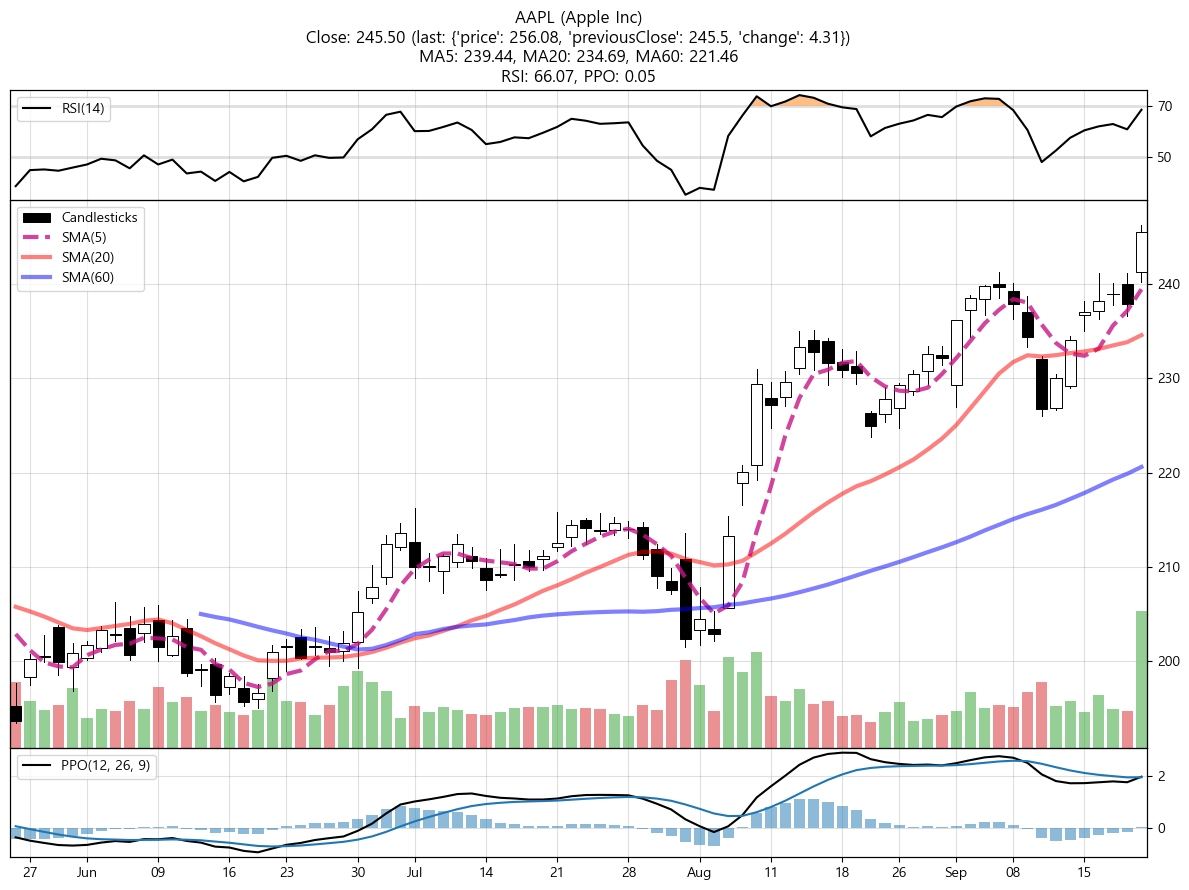 AAPL (Apple Inc)
Close: 245.50 (last: {'price': 256.08, 'previousClose': 245.5, 'change': 4.31})
MA5: 239.44, MA20: 234.69, MA60: 221.46
RSI: 66.07, PPO: 0.05
RSI(14)
70
50
Candlesticks
SMA(5)
SMA(20)
SMA(60)
240
230
220
210
200
PPO(12, 26, 9)
2
0
27 Jun 09 16 23 30 Jul 14 21 28 Aug 11 18 26 Sep 08 15